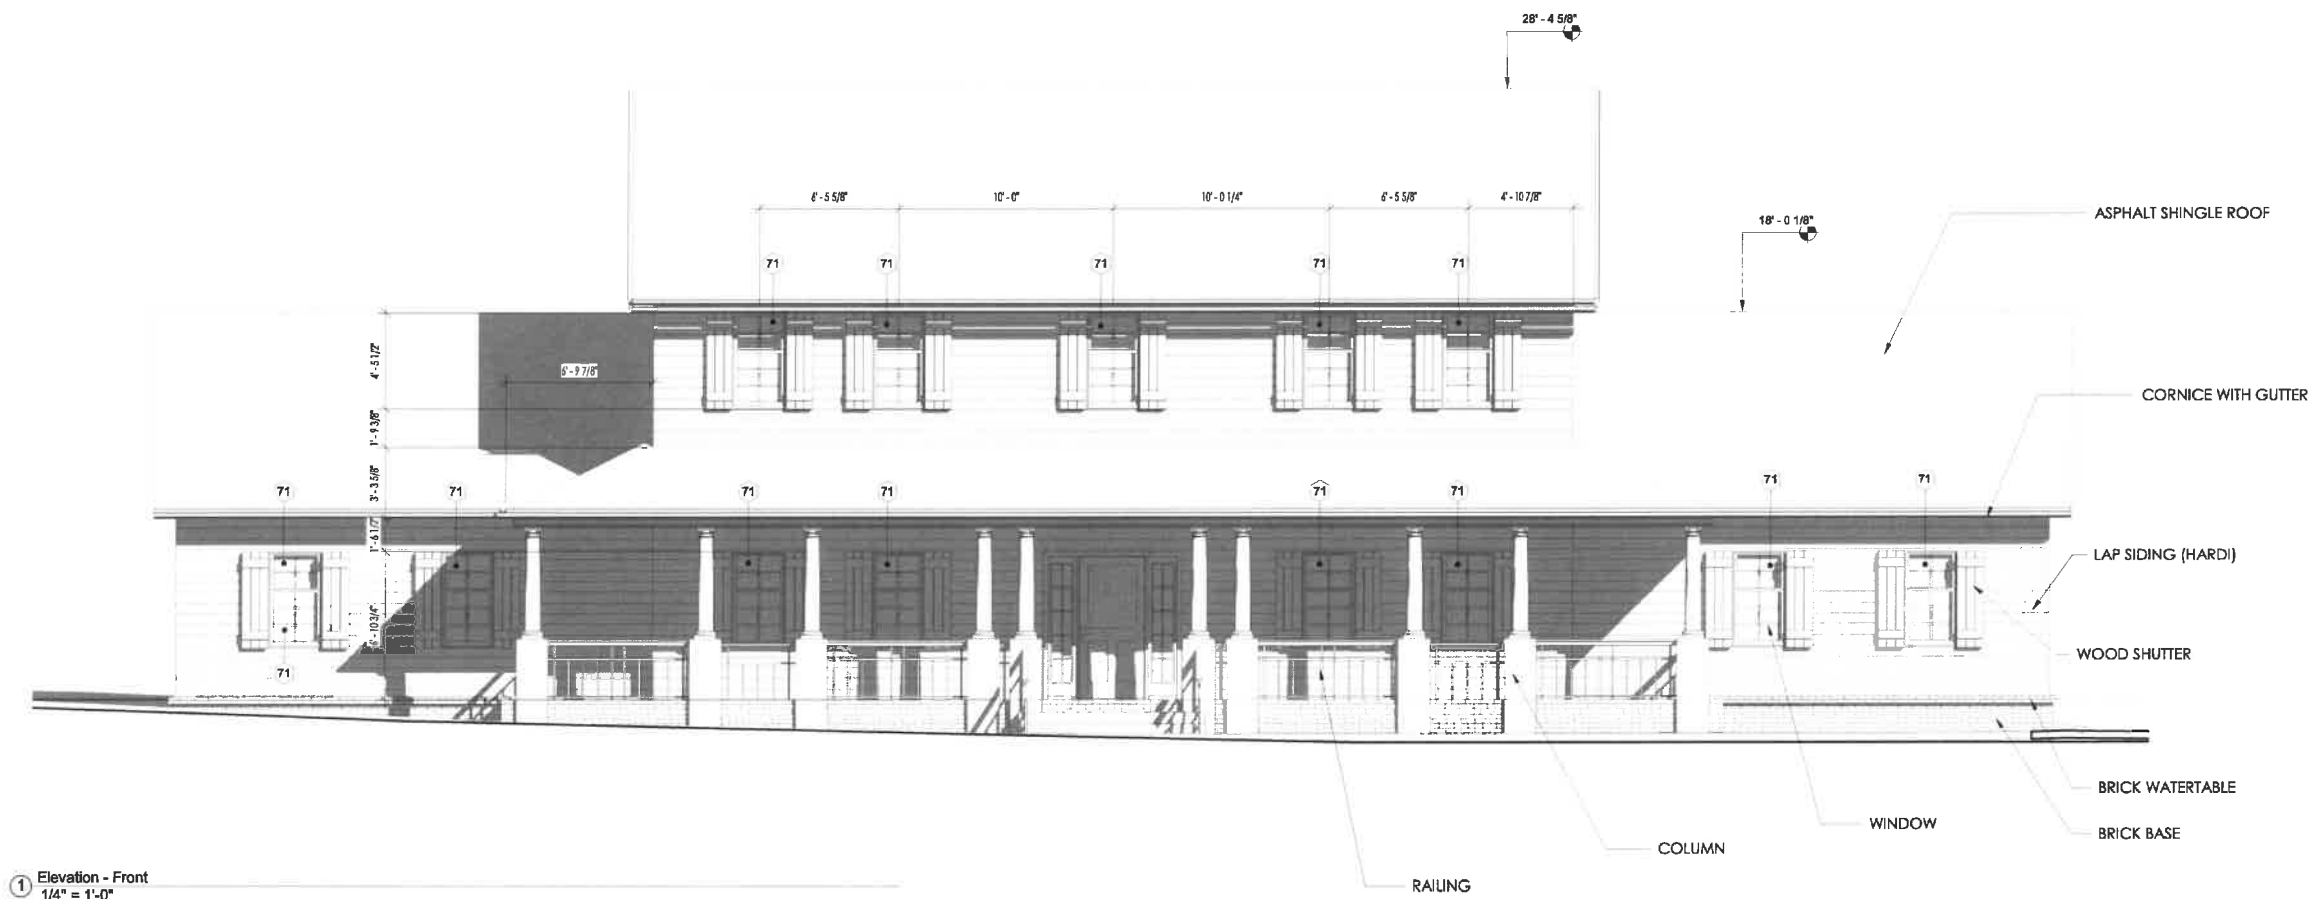 28' - 4 5/8"
6' - 5 5/8"
10' - 0"
10' - 0 1/4"
6' - 5 5/8"
4' - 10 7/8"
ASPHALT SHINGLE ROOF
18' - 0 1/8"
71
71
71
71
71
4' - 5 1/2"
6' - 9 7/8"
CORNICE WITH GUTTER
1' - 9 3/8"
3' - 3 5/8"
71
71
71
71
71
71
71
71
1' - 6 1/2"
LAP SIDING (HARDI)
6' - 10 3/4"
WOOD SHUTTER
71
BRICK WATERTABLE
WINDOW
BRICK BASE
COLUMN
RAILING
1
Elevation - Front
1/4" = 1'-0"